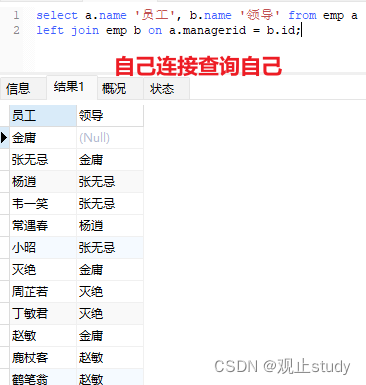 1 select a.name '员工', b.name '领导' from emp a
2 left join emp b on a.managerid = b.id;
自己连接查询自己
信息 结果1 概况 状态
员工 领导
金庸 (Null)
张无忌 金庸
杨逍 张无忌
韦一笑 张无忌
常遇春 杨逍
小昭 张无忌
灭绝 金庸
周芷若 灭绝
丁敏君 灭绝
赵敏 金庸
鹿杖客 赵敏
鹤笔翁 赵敏
CSDN @观止study